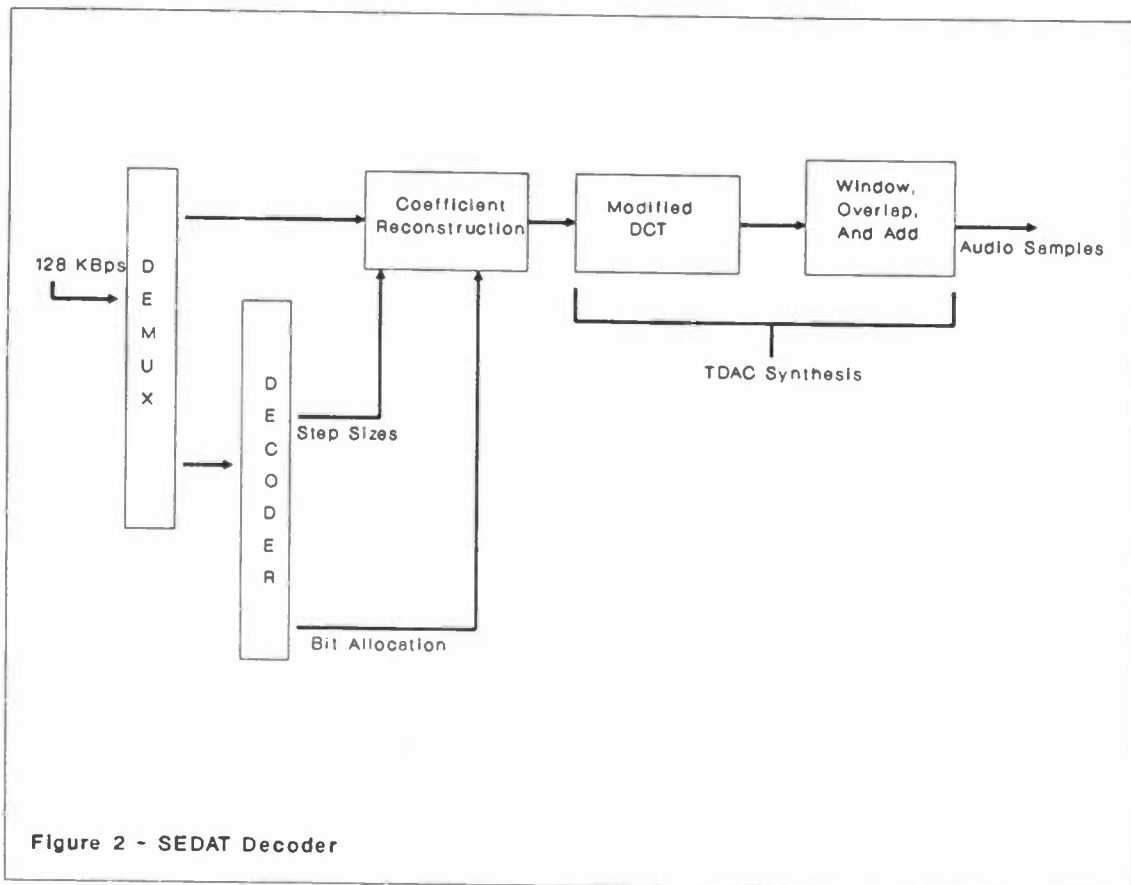 128 KBps
D
E
M
U
X
D
E
C
O
D
E
R
Coefficient
Reconstruction
Modified
DCT
Window,
Overlap,
And Add
Audio Samples
TDAC Synthesis
Step Sizes
Bit Allocation
Figure 2 - SEDAT Decoder